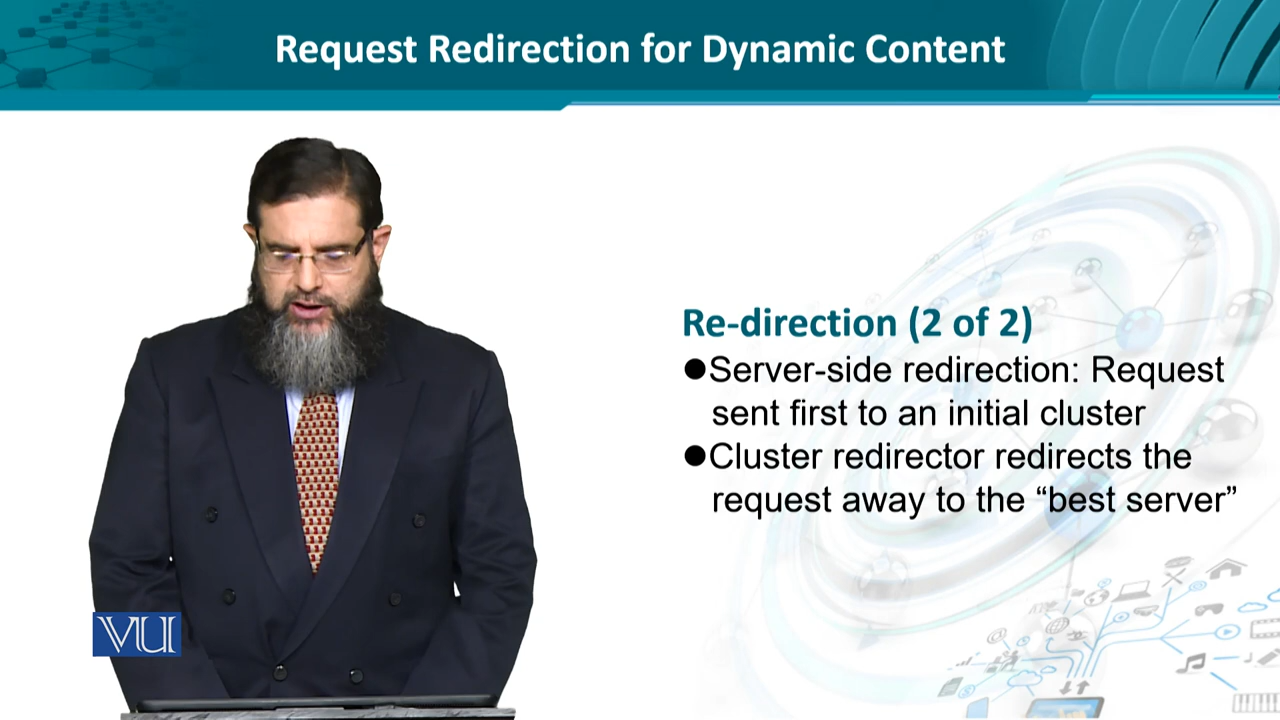 Request Redirection for Dynamic Content
Re-direction (2 of 2)
●Server-side redirection: Request
sent first to an initial cluster
●Cluster redirector redirects the
request away to the “best server”
VU